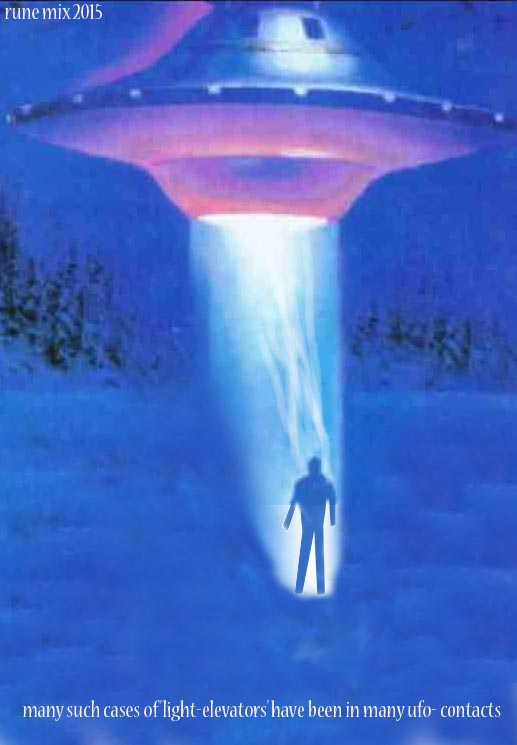 rune mix 2015
many such cases of 'light-elevators' have been in many ufo- contacts